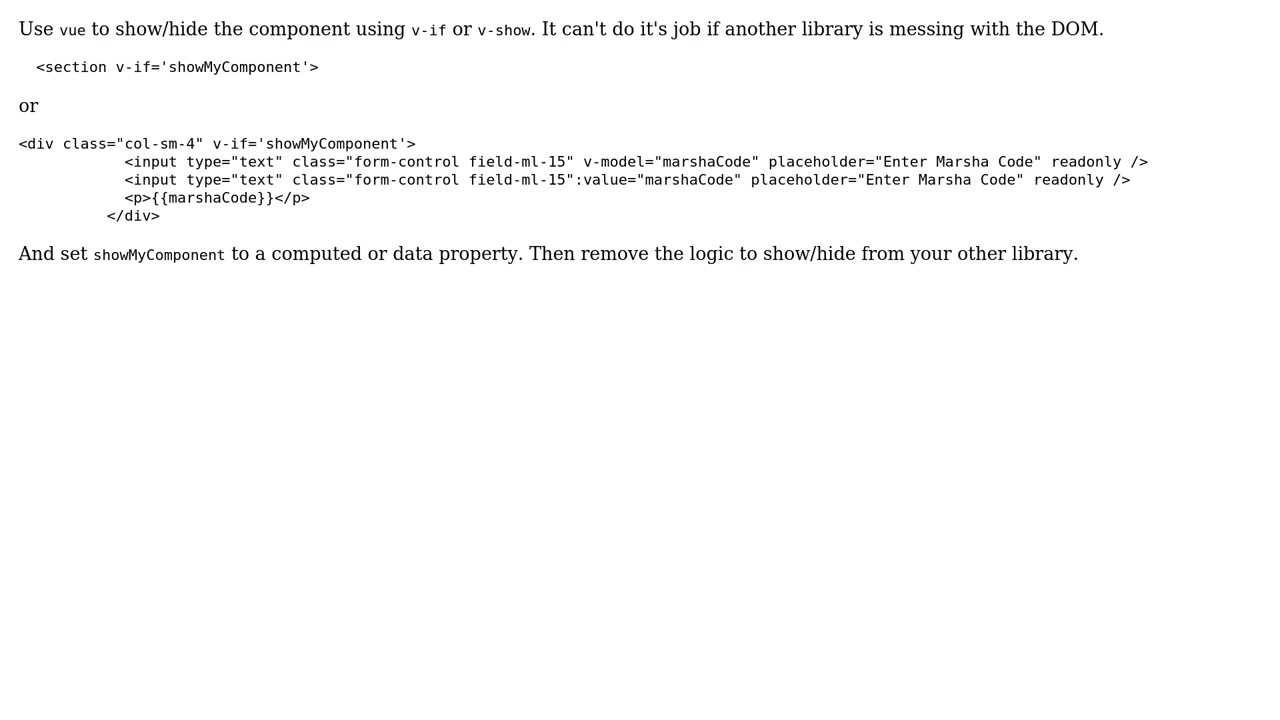 Use vue to show/hide the component using v-if or v-show. It can't do it's job if another library is messing with the DOM.
<section v-if='showMyComponent'>
or
<div class="col-sm-4" v-if='showMyComponent'>
<input type="text" class="form-control field-ml-15" v-model="marshaCode" placeholder="Enter Marsha Code" readonly />
<input type="text" class="form-control field-ml-15":value="marshaCode" placeholder="Enter Marsha Code" readonly />
<p>{{marshaCode}}</p>
</div>
And set showMyComponent to a computed or data property. Then remove the logic to show/hide from your other library.